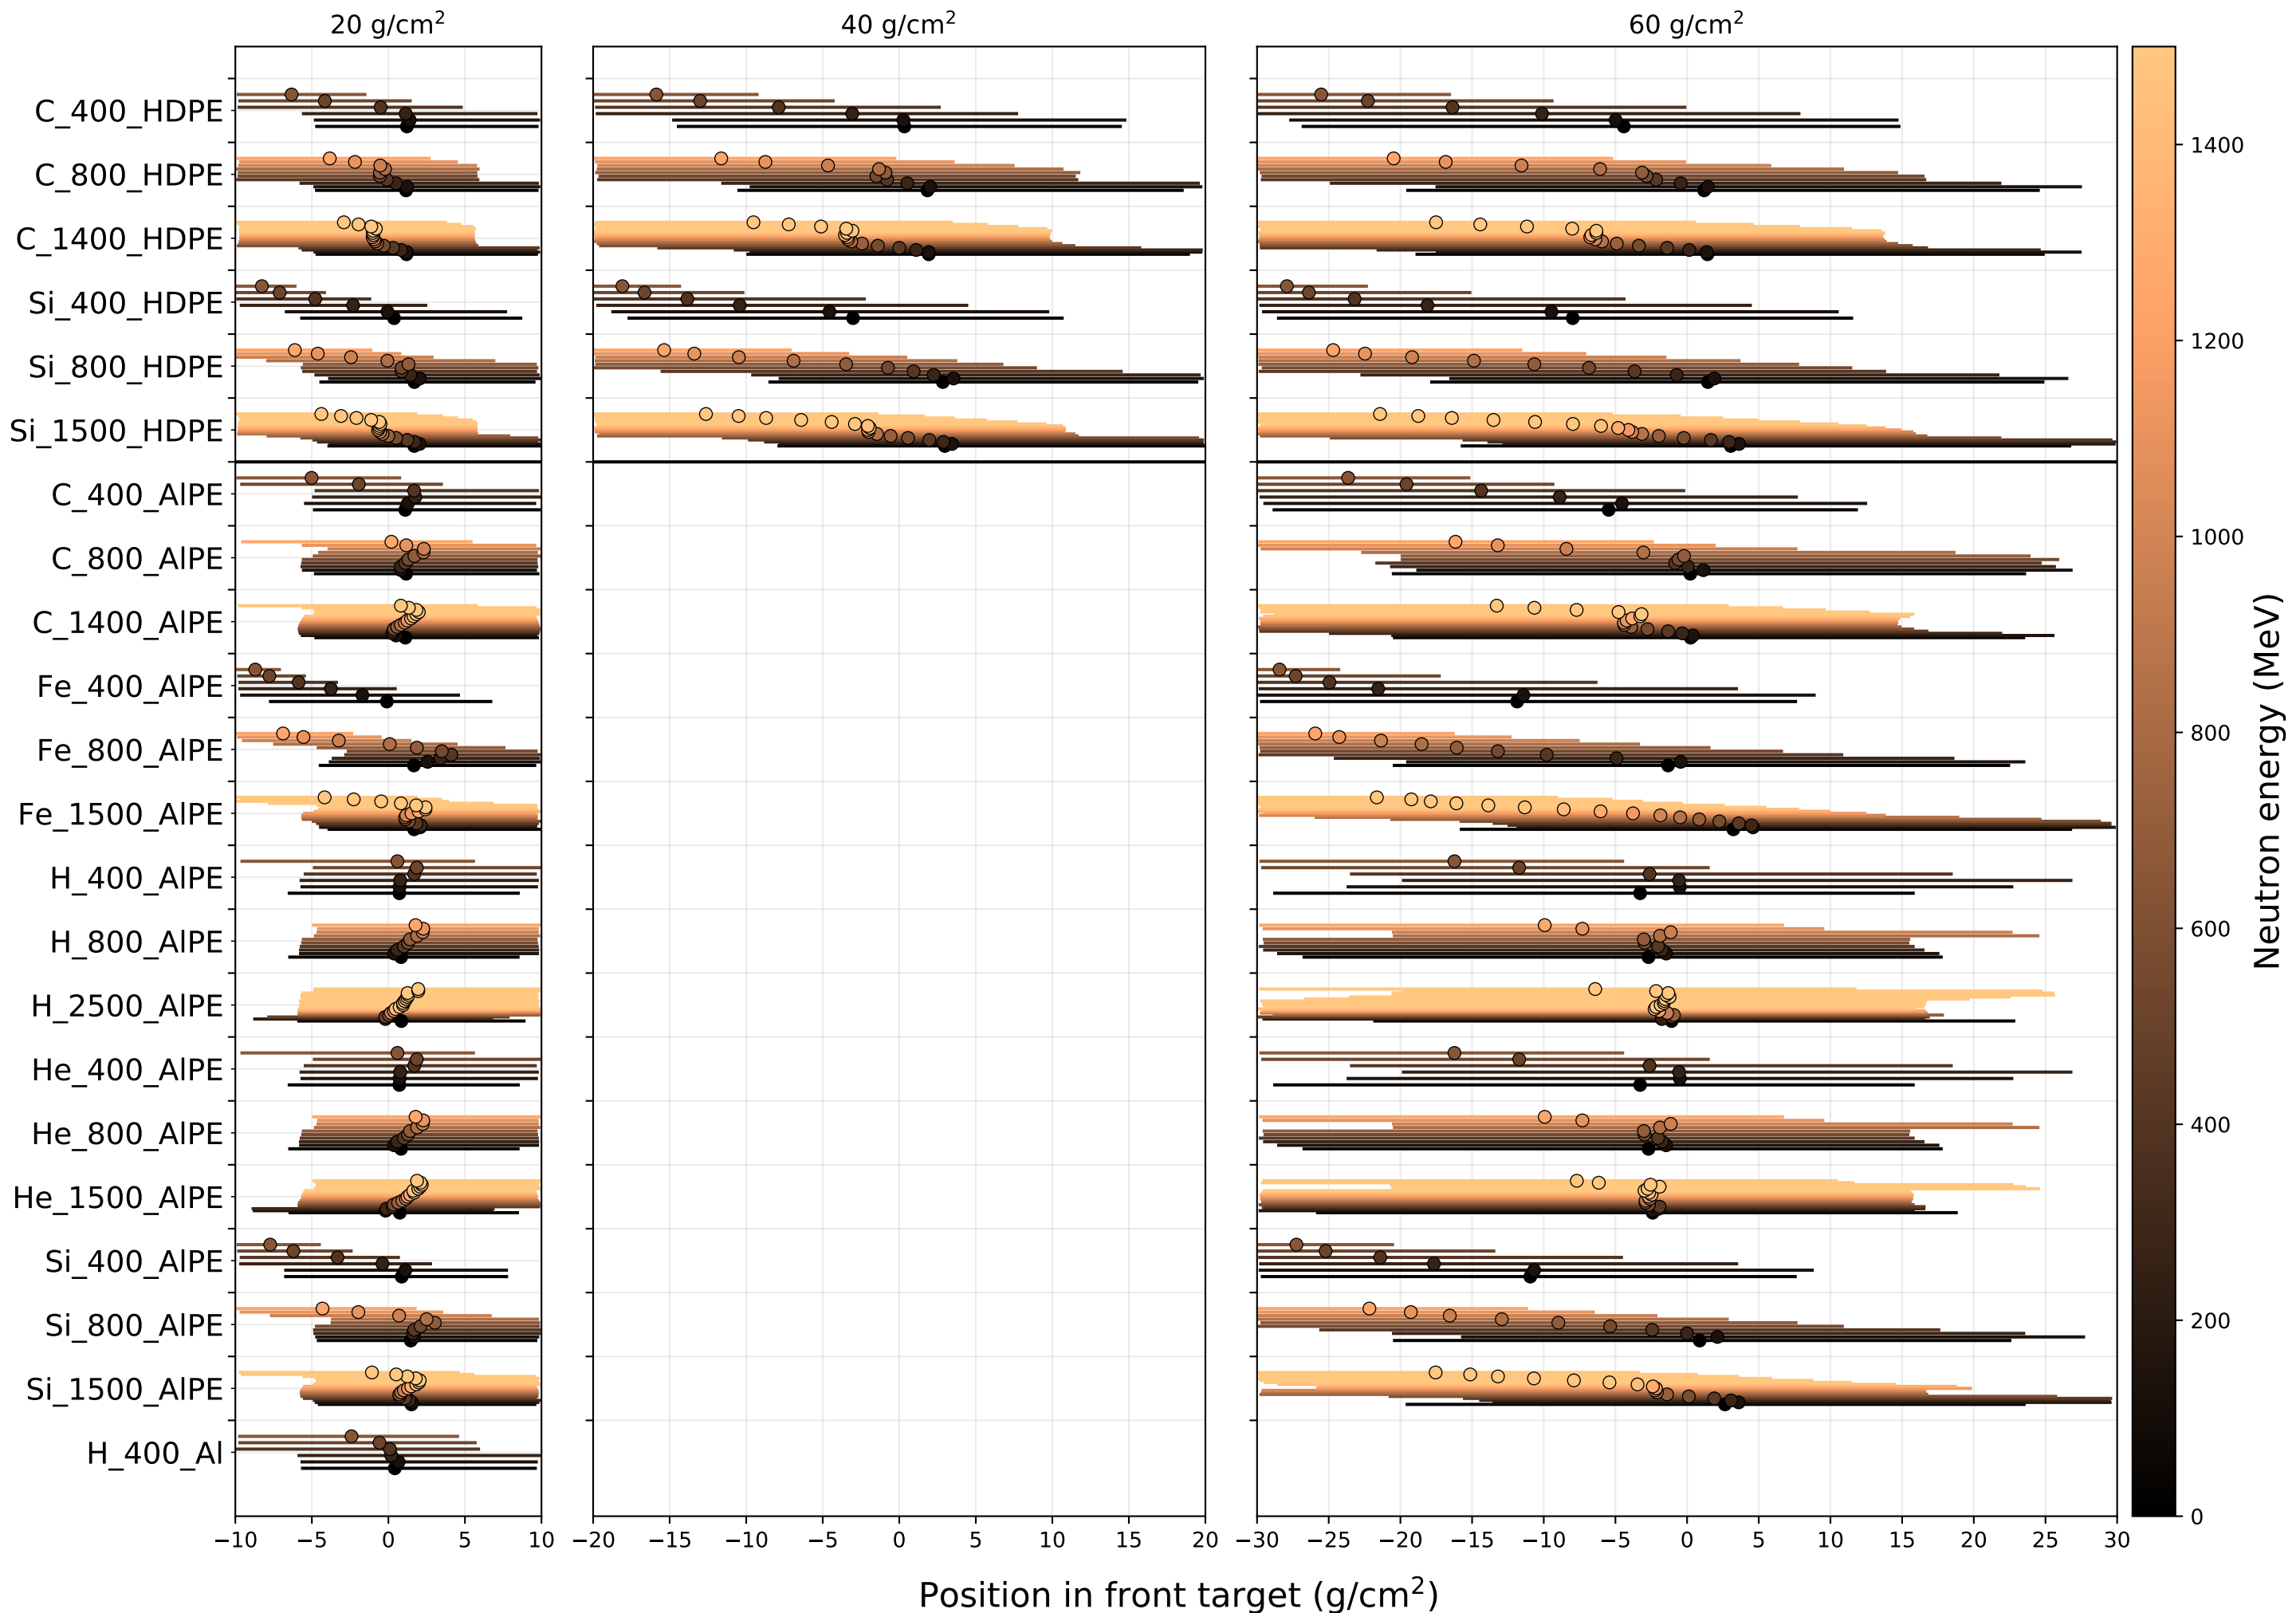 20 g/cm²
40 g/cm²
60 g/cm²
C_400_HDPE
C_800_HDPE
C_1400_HDPE
Si_400_HDPE
Si_800_HDPE
Si_1500_HDPE
C_400_AlPE
C_800_AlPE
C_1400_AlPE
Fe_400_AlPE
Fe_800_AlPE
Fe_1500_AlPE
H_400_AlPE
H_800_AlPE
H_2500_AlPE
He_400_AlPE
He_800_AlPE
He_1500_AlPE
Si_400_AlPE
Si_800_AlPE
Si_1500_AlPE
H_400_Al
−10 −5 0 5 10
−20 −15 −10 −5 0 5 10 15 20
−30 −25 −20 −15 −10 −5 0 5 10 15 20 25 30
Position in front target (g/cm²)
1400
1200
1000
800
600
400
200
0
Neutron energy (MeV)